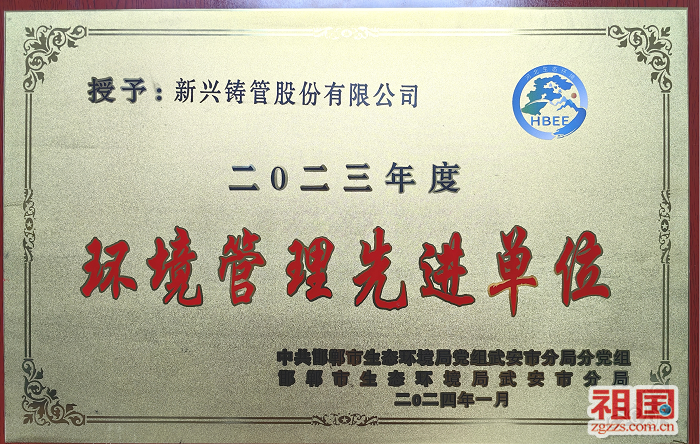 授予：新兴铸管股份有限公司
HBEE
二〇二三年度
环境管理先进单位
中共邯郸市生态环境局党组武安市分局分党组
邯郸市生态环境局武安市分局
二〇二四年一月
祖国
zgzzs.com.cn